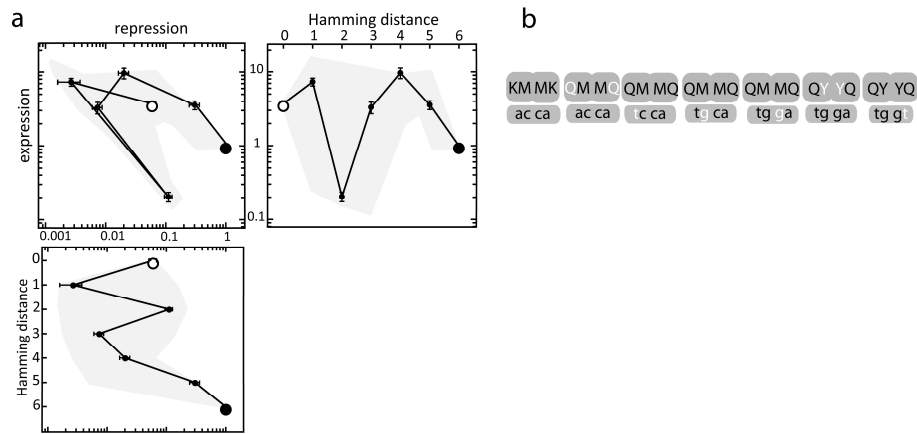 a
b
repression
Hamming distance
0 1 2 3 4 5 6
expression
10
1
0.1
0.001 0.01 0.1 1
Hamming distance
0
1
2
3
4
5
6
KM MK QM MQ QM MQ QM MQ QM MQ QY YQ QY YQ
ac ca ac ca tc ca tg ca tg ga tg ga tg gt